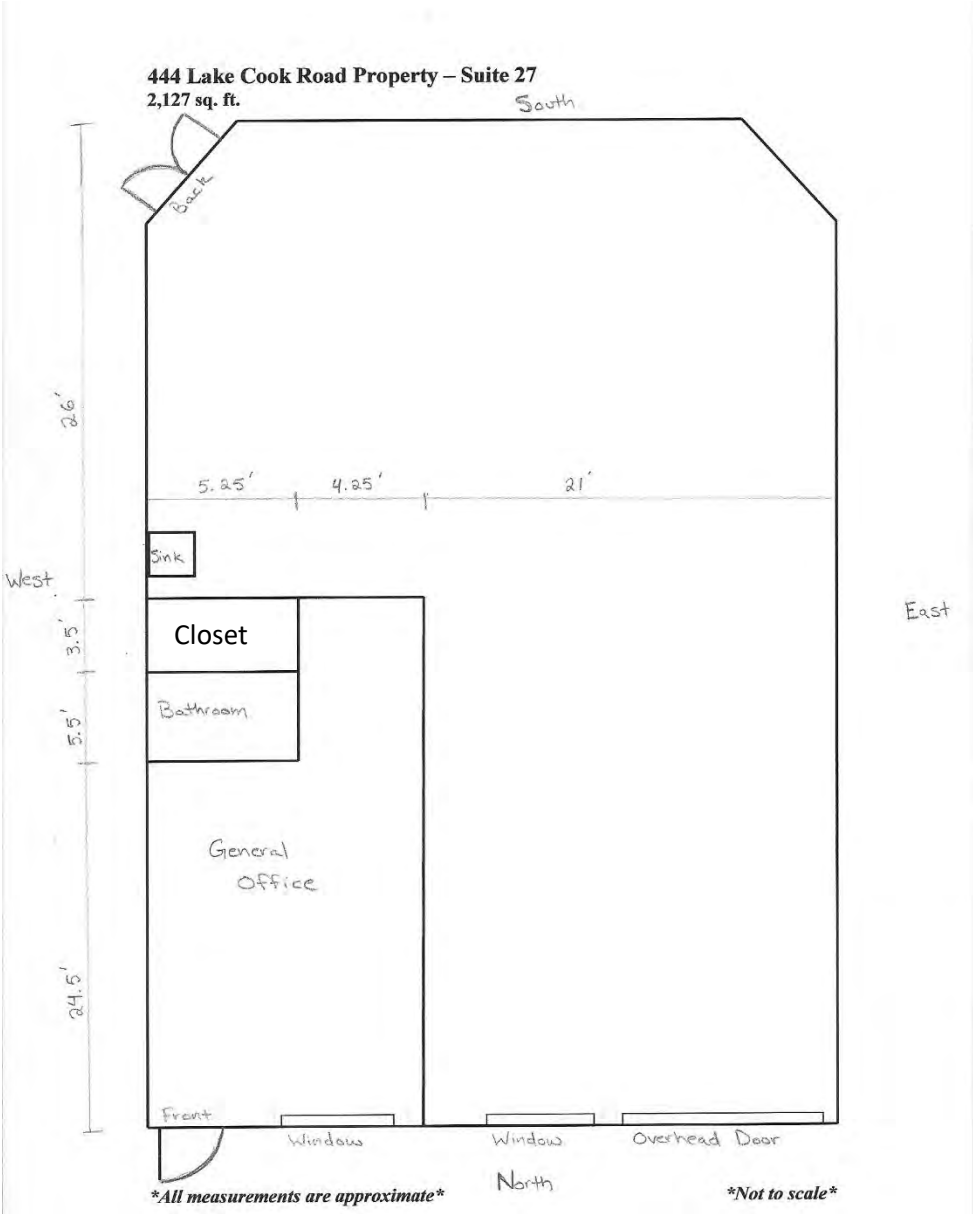 444 Lake Cook Road Property – Suite 27
2,127 sq. ft.
South
Back
26'
5.25'
4.25'
21'
Sink
West
East
3.5'
Closet
5.5'
Bathroom
General
Office
24.5'
Front
Window
Window
Overhead Door
North
*All measurements are approximate*
*Not to scale*